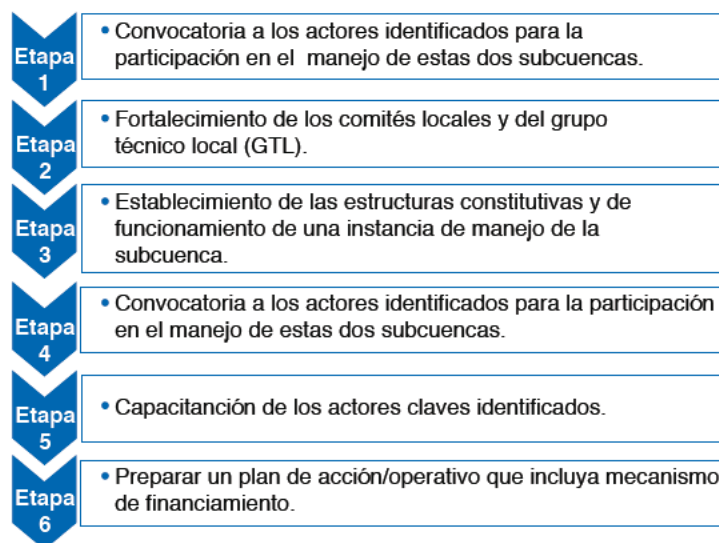 Etapa
1
• Convocatoria a los actores identificados para la
participación en el manejo de estas dos subcuencas.
Etapa
2
• Fortalecimiento de los comités locales y del grupo
técnico local (GTL).
Etapa
3
• Establecimiento de las estructuras constitutivas y de
funcionamiento de una instancia de manejo de la
subcuenca.
Etapa
4
• Convocatoria a los actores identificados para la participación
en el manejo de estas dos subcuencas.
Etapa
5
• Capacitanción de los actores claves identificados.
Etapa
6
• Preparar un plan de acción/operativo que incluya mecanismo
de financiamiento.